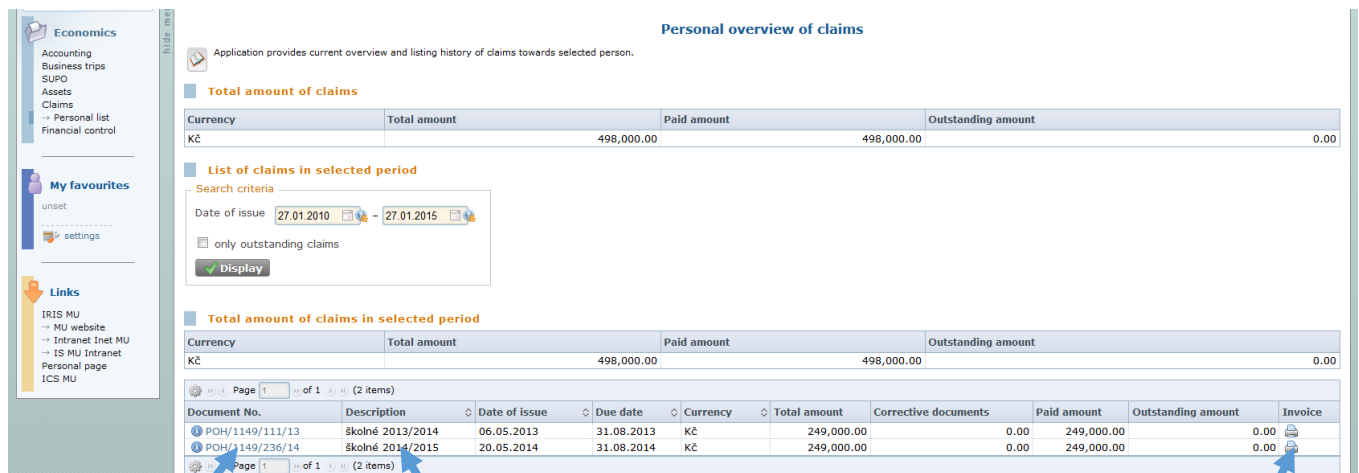 Economics
Accounting
Business trips
SUPO
Assets
Claims
→ Personal list
Financial control
My favourites
unset
settings
Links
IRIS MU
→ MU website
→ Intranet Inet MU
→ IS MU Intranet
Personal page
ICS MU
hide me
Personal overview of claims
Application provides current overview and listing history of claims towards selected person.
Total amount of claims
Currency Total amount Paid amount Outstanding amount
Kč 498,000.00 498,000.00 0.00
List of claims in selected period
Search criteria
Date of issue 27.01.2010 – 27.01.2015
only outstanding claims
Display
Total amount of claims in selected period
Currency Total amount Paid amount Outstanding amount
Kč 498,000.00 498,000.00 0.00
Page 1 of 1 (2 items)
Document No. Description Date of issue Due date Currency Total amount Corrective documents Paid amount Outstanding amount Invoice
POH/1149/111/13 školné 2013/2014 06.05.2013 31.08.2013 Kč 249,000.00 0.00 249,000.00 0.00
POH/1149/236/14 školné 2014/2015 20.05.2014 31.08.2014 Kč 249,000.00 0.00 249,000.00 0.00
Page 1 of 1 (2 items)